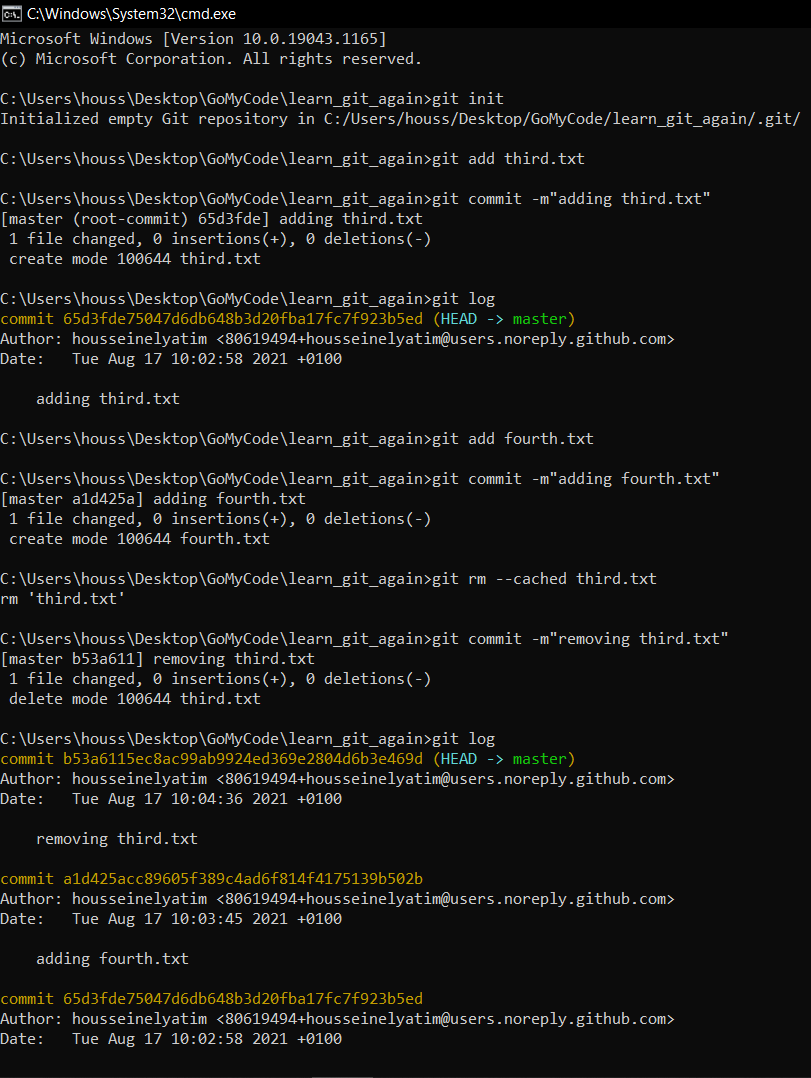 C:\Windows\System32\cmd.exe
Microsoft Windows [Version 10.0.19043.1165]
(c) Microsoft Corporation. All rights reserved.
C:\Users\houss\Desktop\GoMyCode\learn_git_again>git init
Initialized empty Git repository in C:/Users/houss/Desktop/GoMyCode/learn_git_again/.git/
C:\Users\houss\Desktop\GoMyCode\learn_git_again>git add third.txt
C:\Users\houss\Desktop\GoMyCode\learn_git_again>git commit -m"adding third.txt"
[master (root-commit) 65d3fde] adding third.txt
 1 file changed, 0 insertions(+), 0 deletions(-)
 create mode 100644 third.txt
C:\Users\houss\Desktop\GoMyCode\learn_git_again>git log
commit 65d3fde75047d6db648b3d20fba17fc7f923b5ed (HEAD -> master)
Author: housseinelyatim <80619494+housseinelyatim@users.noreply.github.com>
Date:   Tue Aug 17 10:02:58 2021 +0100
    adding third.txt
C:\Users\houss\Desktop\GoMyCode\learn_git_again>git add fourth.txt
C:\Users\houss\Desktop\GoMyCode\learn_git_again>git commit -m"adding fourth.txt"
[master a1d425a] adding fourth.txt
 1 file changed, 0 insertions(+), 0 deletions(-)
 create mode 100644 fourth.txt
C:\Users\houss\Desktop\GoMyCode\learn_git_again>git rm --cached third.txt
rm 'third.txt'
C:\Users\houss\Desktop\GoMyCode\learn_git_again>git commit -m"removing third.txt"
[master b53a611] removing third.txt
 1 file changed, 0 insertions(+), 0 deletions(-)
 delete mode 100644 third.txt
C:\Users\houss\Desktop\GoMyCode\learn_git_again>git log
commit b53a6115ec8ac99ab9924ed369e2804d6b3e469d (HEAD -> master)
Author: housseinelyatim <80619494+housseinelyatim@users.noreply.github.com>
Date:   Tue Aug 17 10:04:36 2021 +0100
    removing third.txt
commit a1d425acc89605f389c4ad6f814f4175139b502b
Author: housseinelyatim <80619494+housseinelyatim@users.noreply.github.com>
Date:   Tue Aug 17 10:03:45 2021 +0100
    adding fourth.txt
commit 65d3fde75047d6db648b3d20fba17fc7f923b5ed
Author: housseinelyatim <80619494+housseinelyatim@users.noreply.github.com>
Date:   Tue Aug 17 10:02:58 2021 +0100